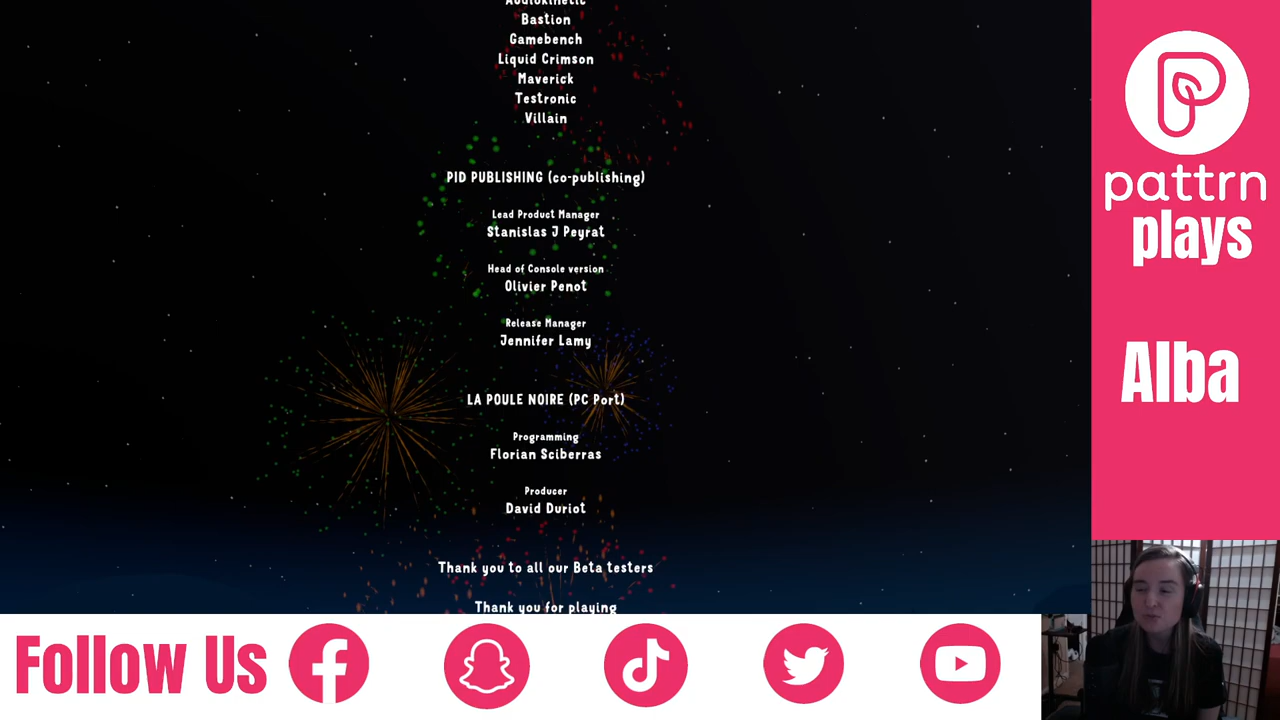 Audiokinetic
Bastion
Gamebench
Liquid Crimson
Maverick
Testronic
Villain
PID PUBLISHING (co-publishing)
Lead Product Manager
Stanislas J Peyrat
Head of Console version
Olivier Penot
Release Manager
Jennifer Lamy
LA POULE NOIRE (PC Port)
Programming
Florian Sciberras
Producer
David Duriot
Thank you to all our Beta testers
Thank you for playing
pattrn
plays
Alba
Follow Us